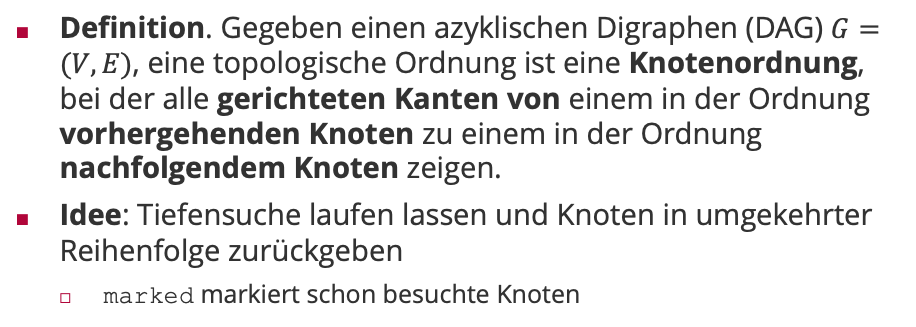 Definition. Gegeben einen azyklischen Digraphen (DAG) G =
(V, E), eine topologische Ordnung ist eine Knotenordnung,
bei der alle gerichteten Kanten von einem in der Ordnung
vorhergehenden Knoten zu einem in der Ordnung
nachfolgendem Knoten zeigen.
Idee: Tiefensuche laufen lassen und Knoten in umgekehrter
Reihenfolge zurückgeben
marked markiert schon besuchte Knoten